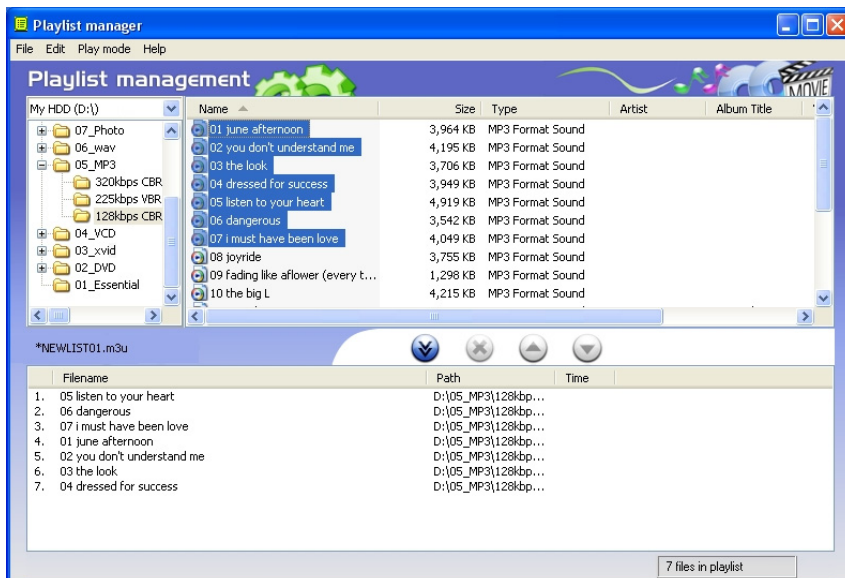 Playlist manager
File Edit Play mode Help
Playlist management
MOVIE
My HDD (D:\)
Name Size Type Artist Album Title
07_Photo
06_wav
05_MP3
320kbps CBR
225kbps VBR
128kbps CBR
04_VCD
03_xvid
02_DVD
01_Essential
01 june afternoon 3,964 KB MP3 Format Sound
02 you don't understand me 4,195 KB MP3 Format Sound
03 the look 3,706 KB MP3 Format Sound
04 dressed for success 3,949 KB MP3 Format Sound
05 listen to your heart 4,919 KB MP3 Format Sound
06 dangerous 3,542 KB MP3 Format Sound
07 i must have been love 4,049 KB MP3 Format Sound
08 joyride 3,755 KB MP3 Format Sound
09 fading like aflower (every t... 1,298 KB MP3 Format Sound
10 the big L 4,215 KB MP3 Format Sound
*NEWLIST01.m3u
Filename Path Time
1. 05 listen to your heart D:\05_MP3\128kbp...
2. 06 dangerous D:\05_MP3\128kbp...
3. 07 i must have been love D:\05_MP3\128kbp...
4. 01 june afternoon D:\05_MP3\128kbp...
5. 02 you don't understand me D:\05_MP3\128kbp...
6. 03 the look D:\05_MP3\128kbp...
7. 04 dressed for success D:\05_MP3\128kbp...
7 files in playlist